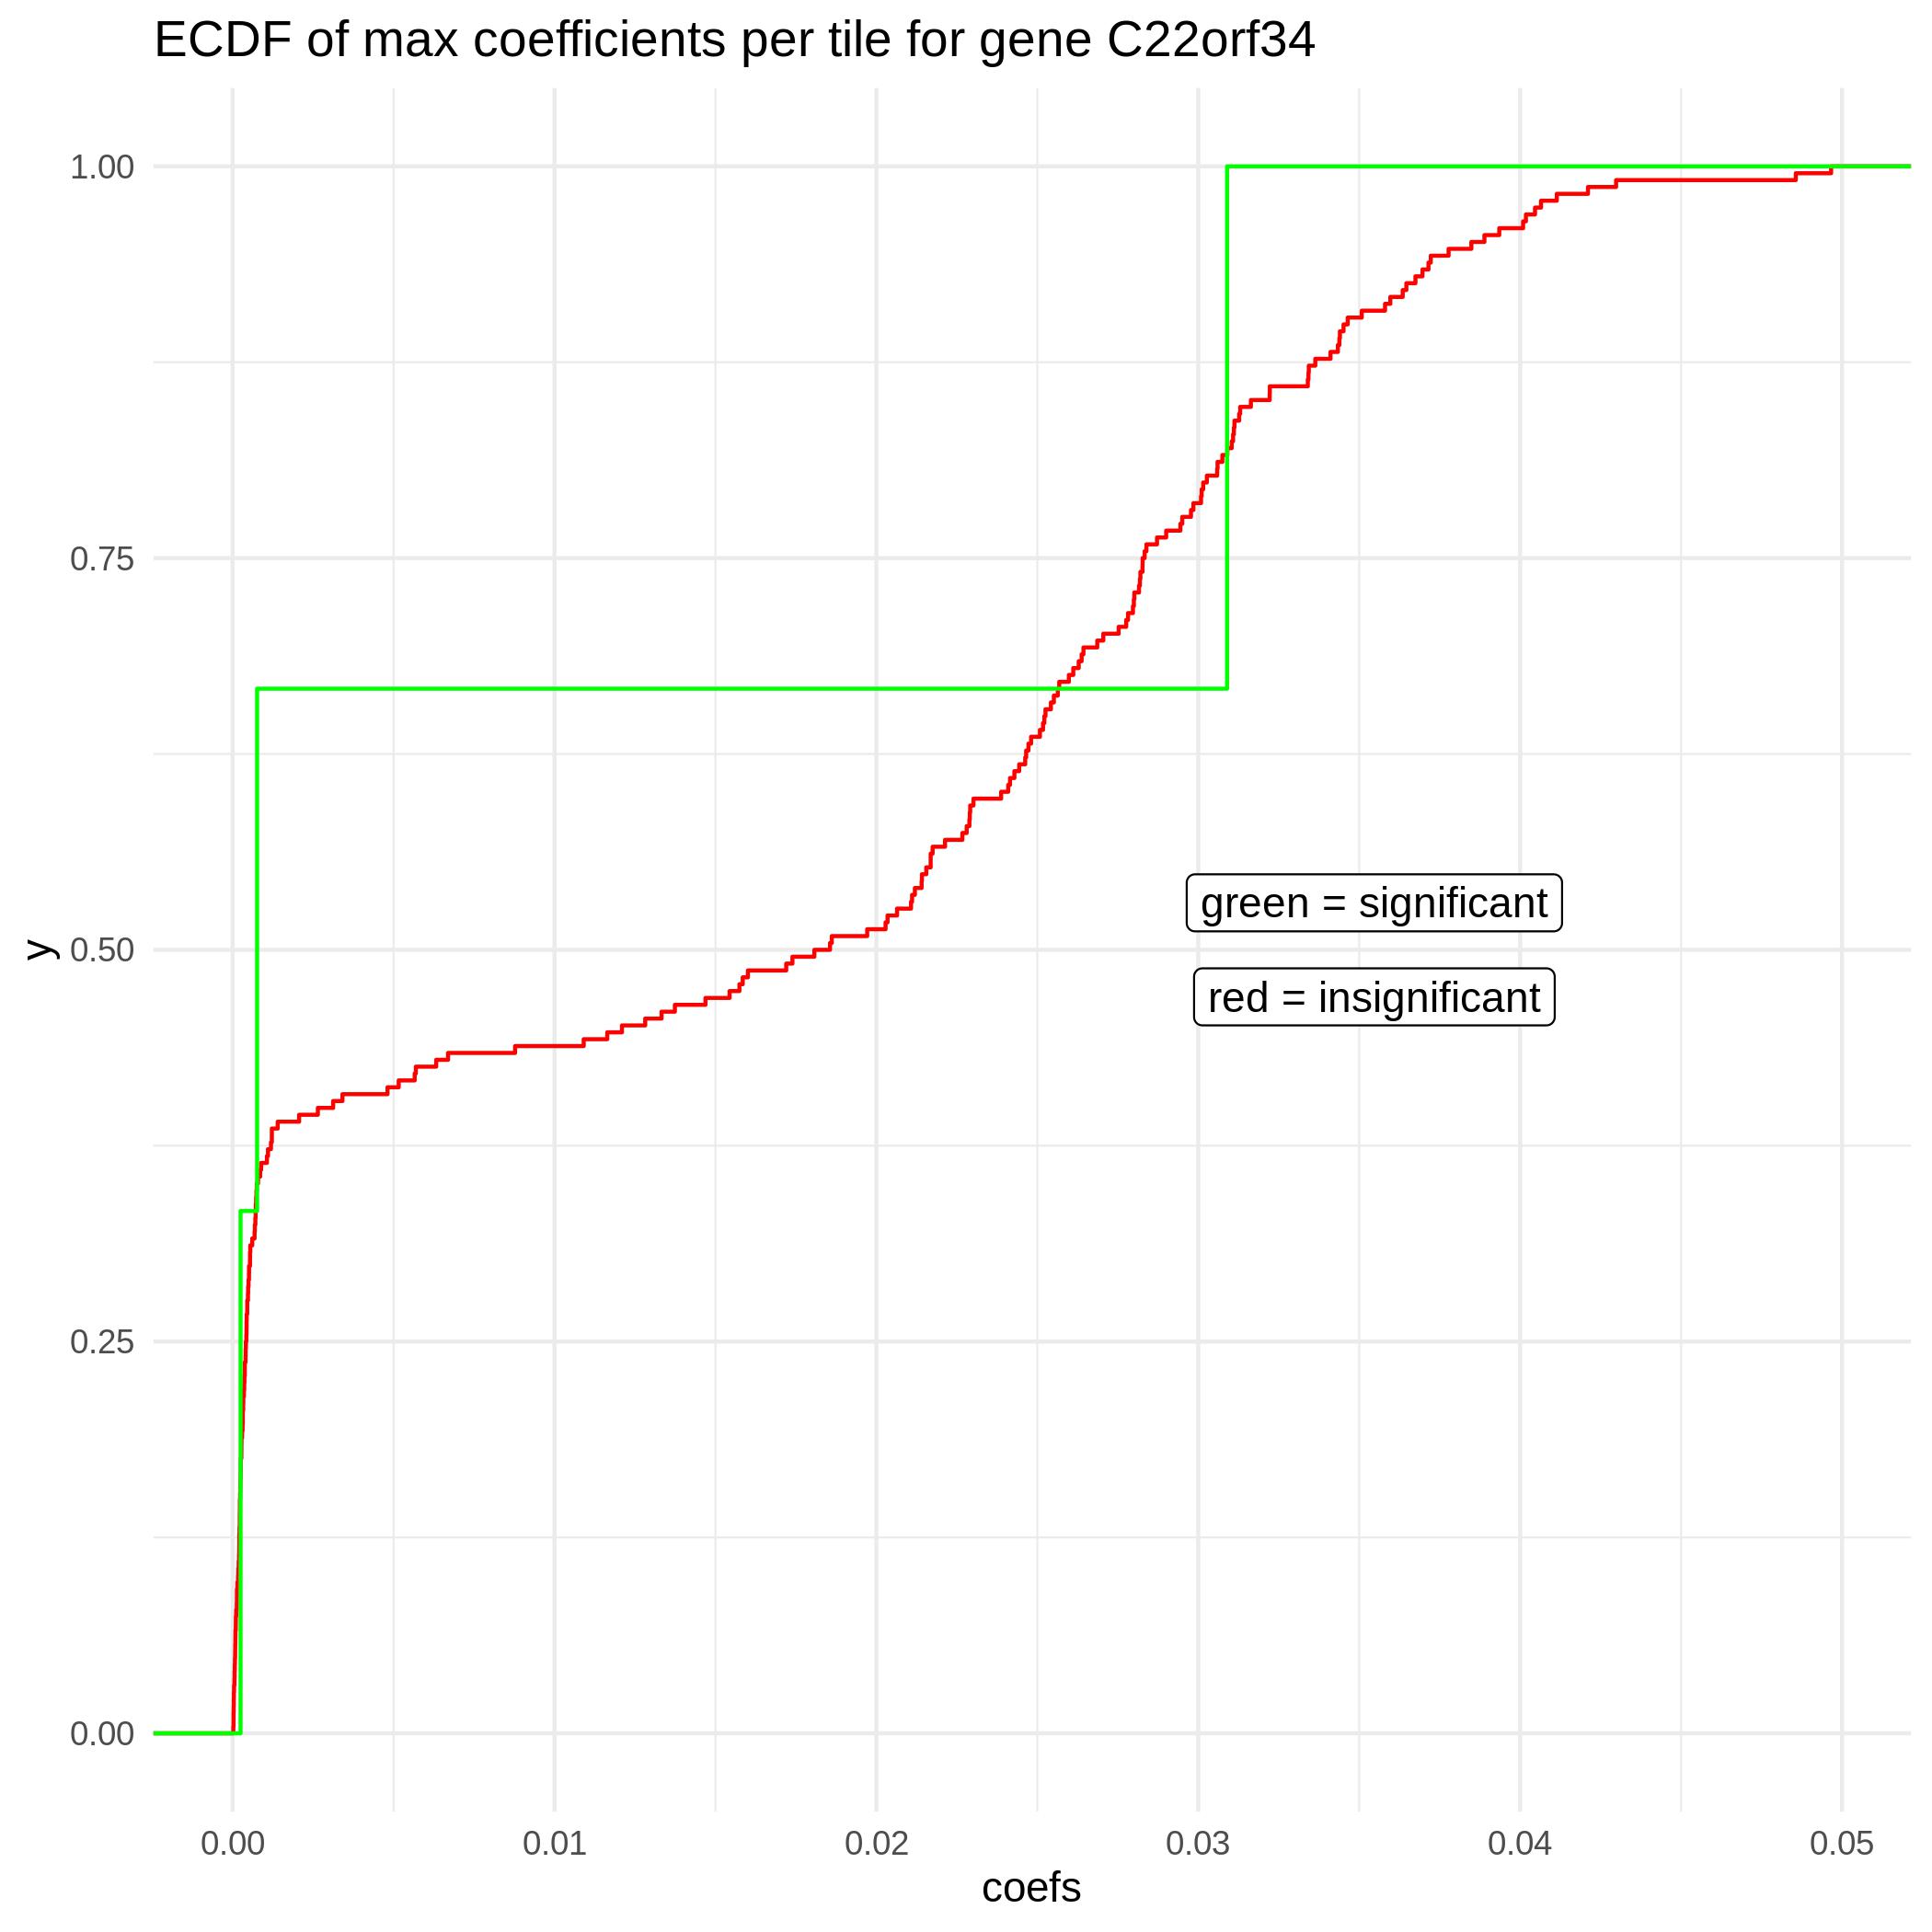 ECDF of max coefficients per tile for gene C22orf34
1.00
0.75
0.50
0.25
0.00
y
green = significant
red = insignificant
0.00 0.01 0.02 0.03 0.04 0.05
coefs